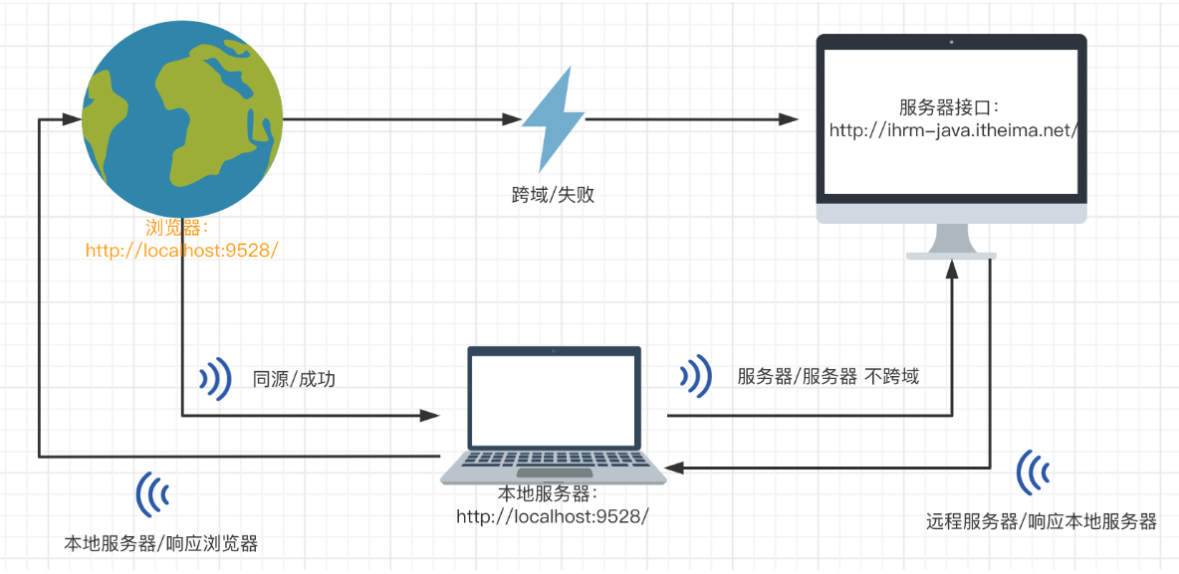 服务器接口：
http://ihrm-java.itheima.net/
跨域/失败
浏览器：
http://localhost:9528/
同源/成功
服务器/服务器 不跨域
本地服务器：
http://localhost:9528/
远程服务器/响应本地服务器
本地服务器/响应浏览器